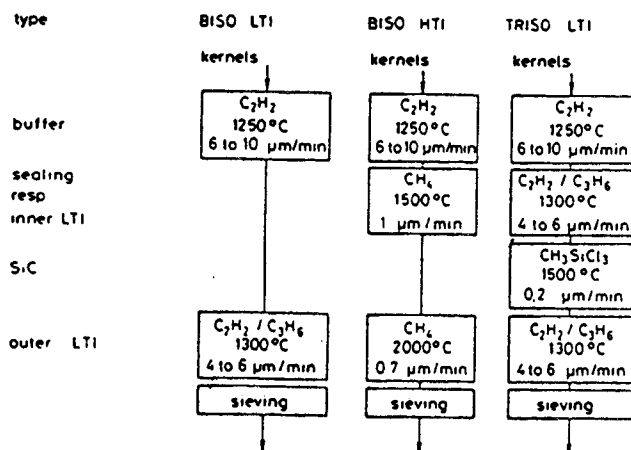 type BISO LTI BISO HTI TRISO LTI
kernels kernels kernels
buffer
C₂H₂ C₂H₂ C₂H₂
1250°C 1250°C 1250°C
6 to 10 µm/min 6 to 10 µm/min 6 to 10 µm/min
sealing
resp
inner LTI
CH₄ C₂H₂ / C₃H₆
1500°C 1300°C
1 µm/min 4 to 6 µm/min
SiC
CH₃SiCl₃
1500°C
0,2 µm/min
outer LTI
C₂H₂ / C₃H₆ CH₄ C₂H₂ / C₃H₆
1300°C 2000°C 1300°C
4 to 6 µm/min 0 7 µm/min 4 to 6 µm/min
sieving sieving sieving